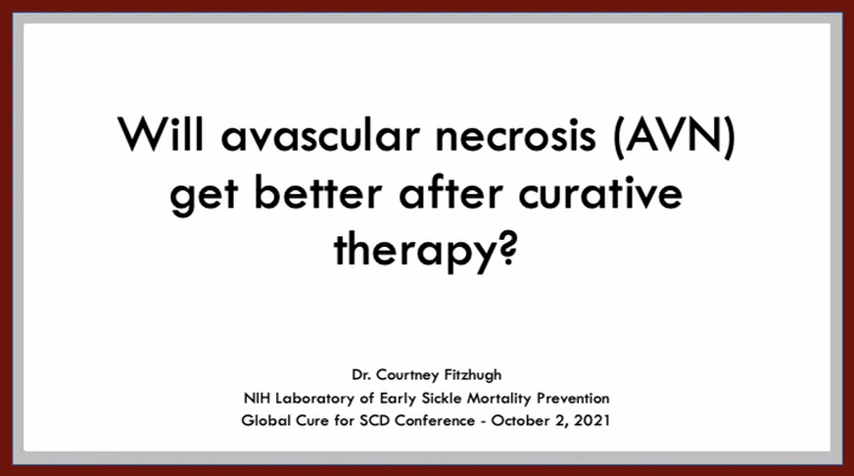 Will avascular necrosis (AVN)
get better after curative
therapy?
Dr. Courtney Fitzhugh
NIH Laboratory of Early Sickle Mortality Prevention
Global Cure for SCD Conference - October 2, 2021